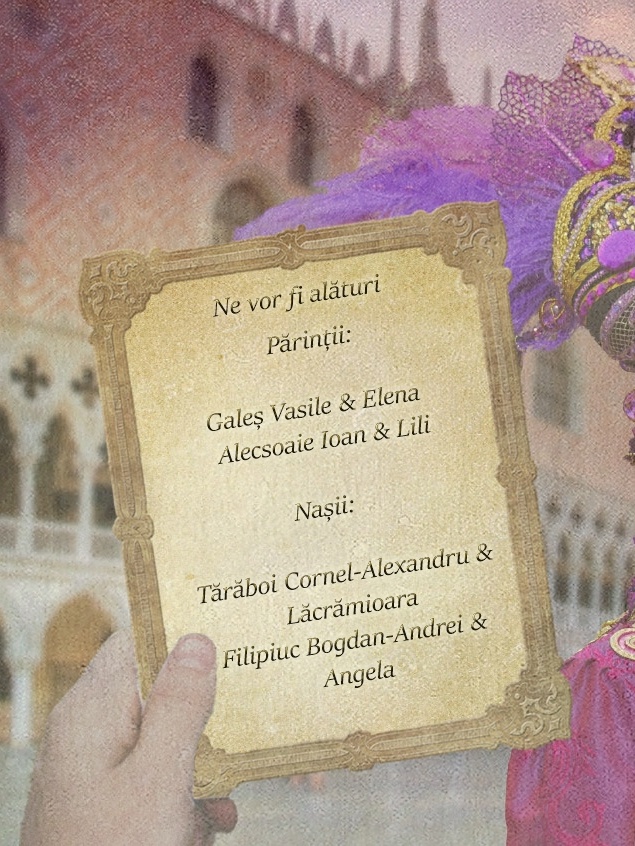 Ne vor fi alături
Părinții:
Galeș Vasile & Elena
Alecsoaie Ioan & Lili
Nașii:
Tărăboi Cornel-Alexandru &
Lăcrămioara
Filipiuc Bogdan-Andrei &
Angela